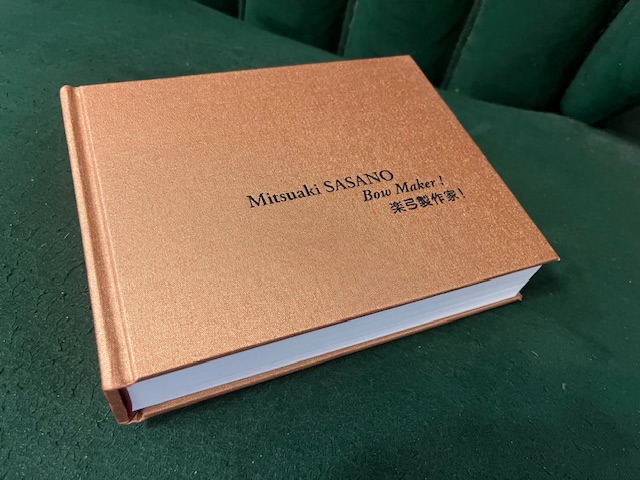 Mitsuaki SASANO
Bow Maker !
楽弓製作家!